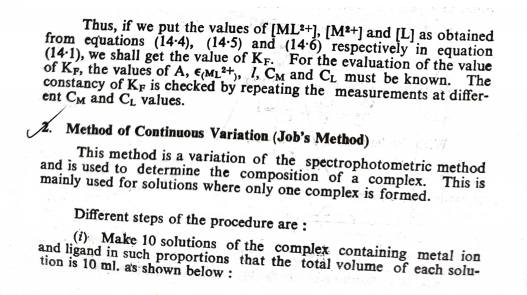 Thus, if we put the values of [ML²⁺], [M²⁺] and [L] as obtained
from equations (14·4), (14·5) and (14·6) respectively in equation
(14·1), we shall get the value of K_F. For the evaluation of the value
of K_F, the values of A, ϵ(ML²⁺), l, C_M and C_L must be known. The
constancy of K_F is checked by repeating the measurements at differ-
ent C_M and C_L values.
2. Method of Continuous Variation (Job's Method)
This method is a variation of the spectrophotometric method
and is used to determine the composition of a complex. This is
mainly used for solutions where only one complex is formed.
Different steps of the procedure are :
(i) Make 10 solutions of the complex containing metal ion
and ligand in such proportions that the total volume of each solu-
tion is 10 ml. as shown below :